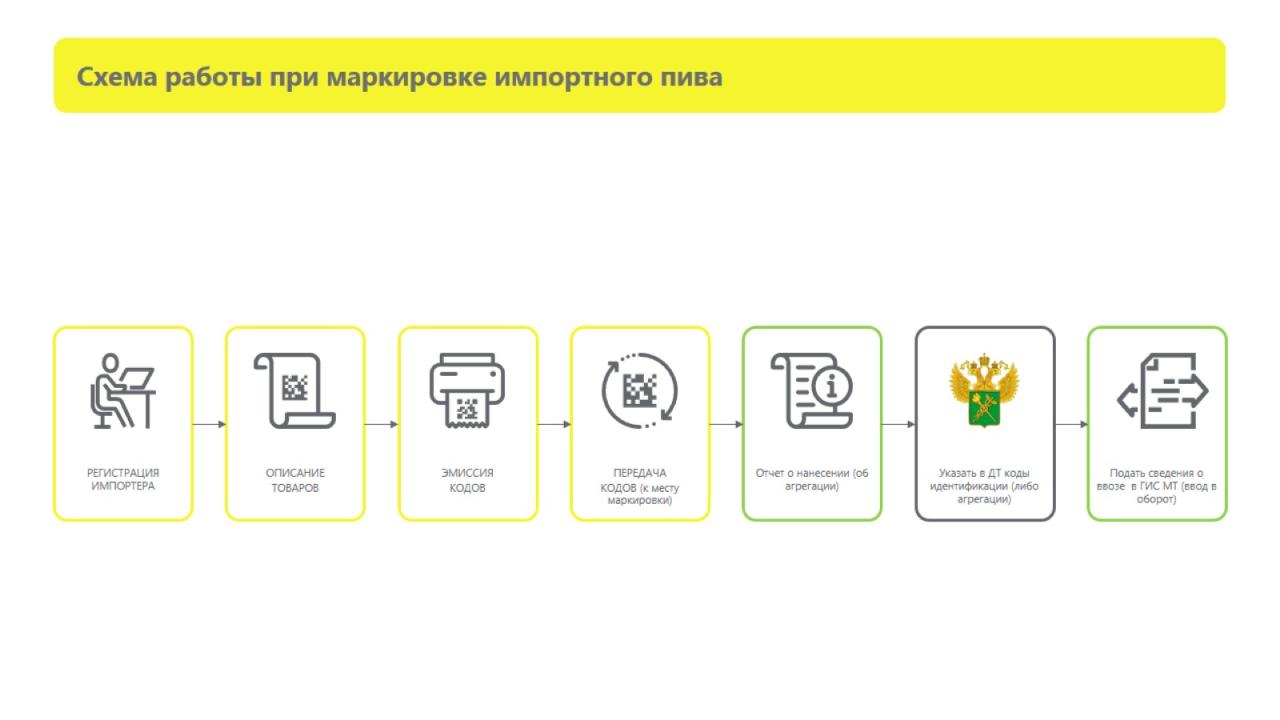 Схема работы при маркировке импортного пива
РЕГИСТРАЦИЯ
ИМПОРТЕРА
ОПИСАНИЕ
ТОВАРОВ
ЭМИССИЯ
КОДОВ
ПЕРЕДАЧА
КОДОВ (к месту
маркировки)
Отчет о нанесении (об
агрегации)
Указать в ДТ коды
идентификации (либо
агрегации)
Подать сведения о
ввозе в ГИС МТ (ввод в
оборот)